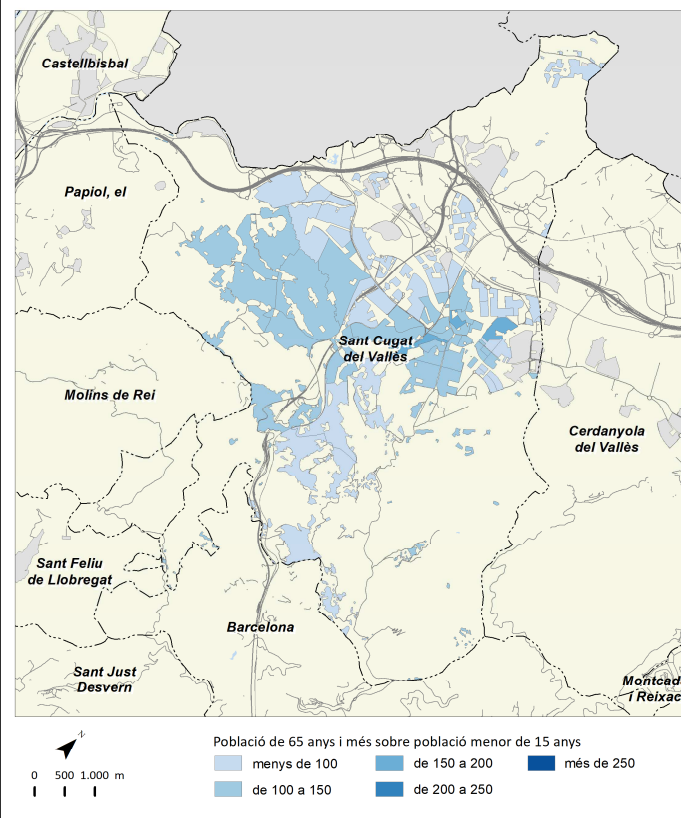 Castellbisbal
Papiol, el
Sant Cugat
del Vallès
Molins de Rei
Cerdanyola
del Vallès
Sant Feliu
de Llobregat
Barcelona
Sant Just
Desvern
Montcad
i Reixac
N
0 500 1.000 m
Població de 65 anys i més sobre població menor de 15 anys
menys de 100
de 150 a 200
més de 250
de 100 a 150
de 200 a 250